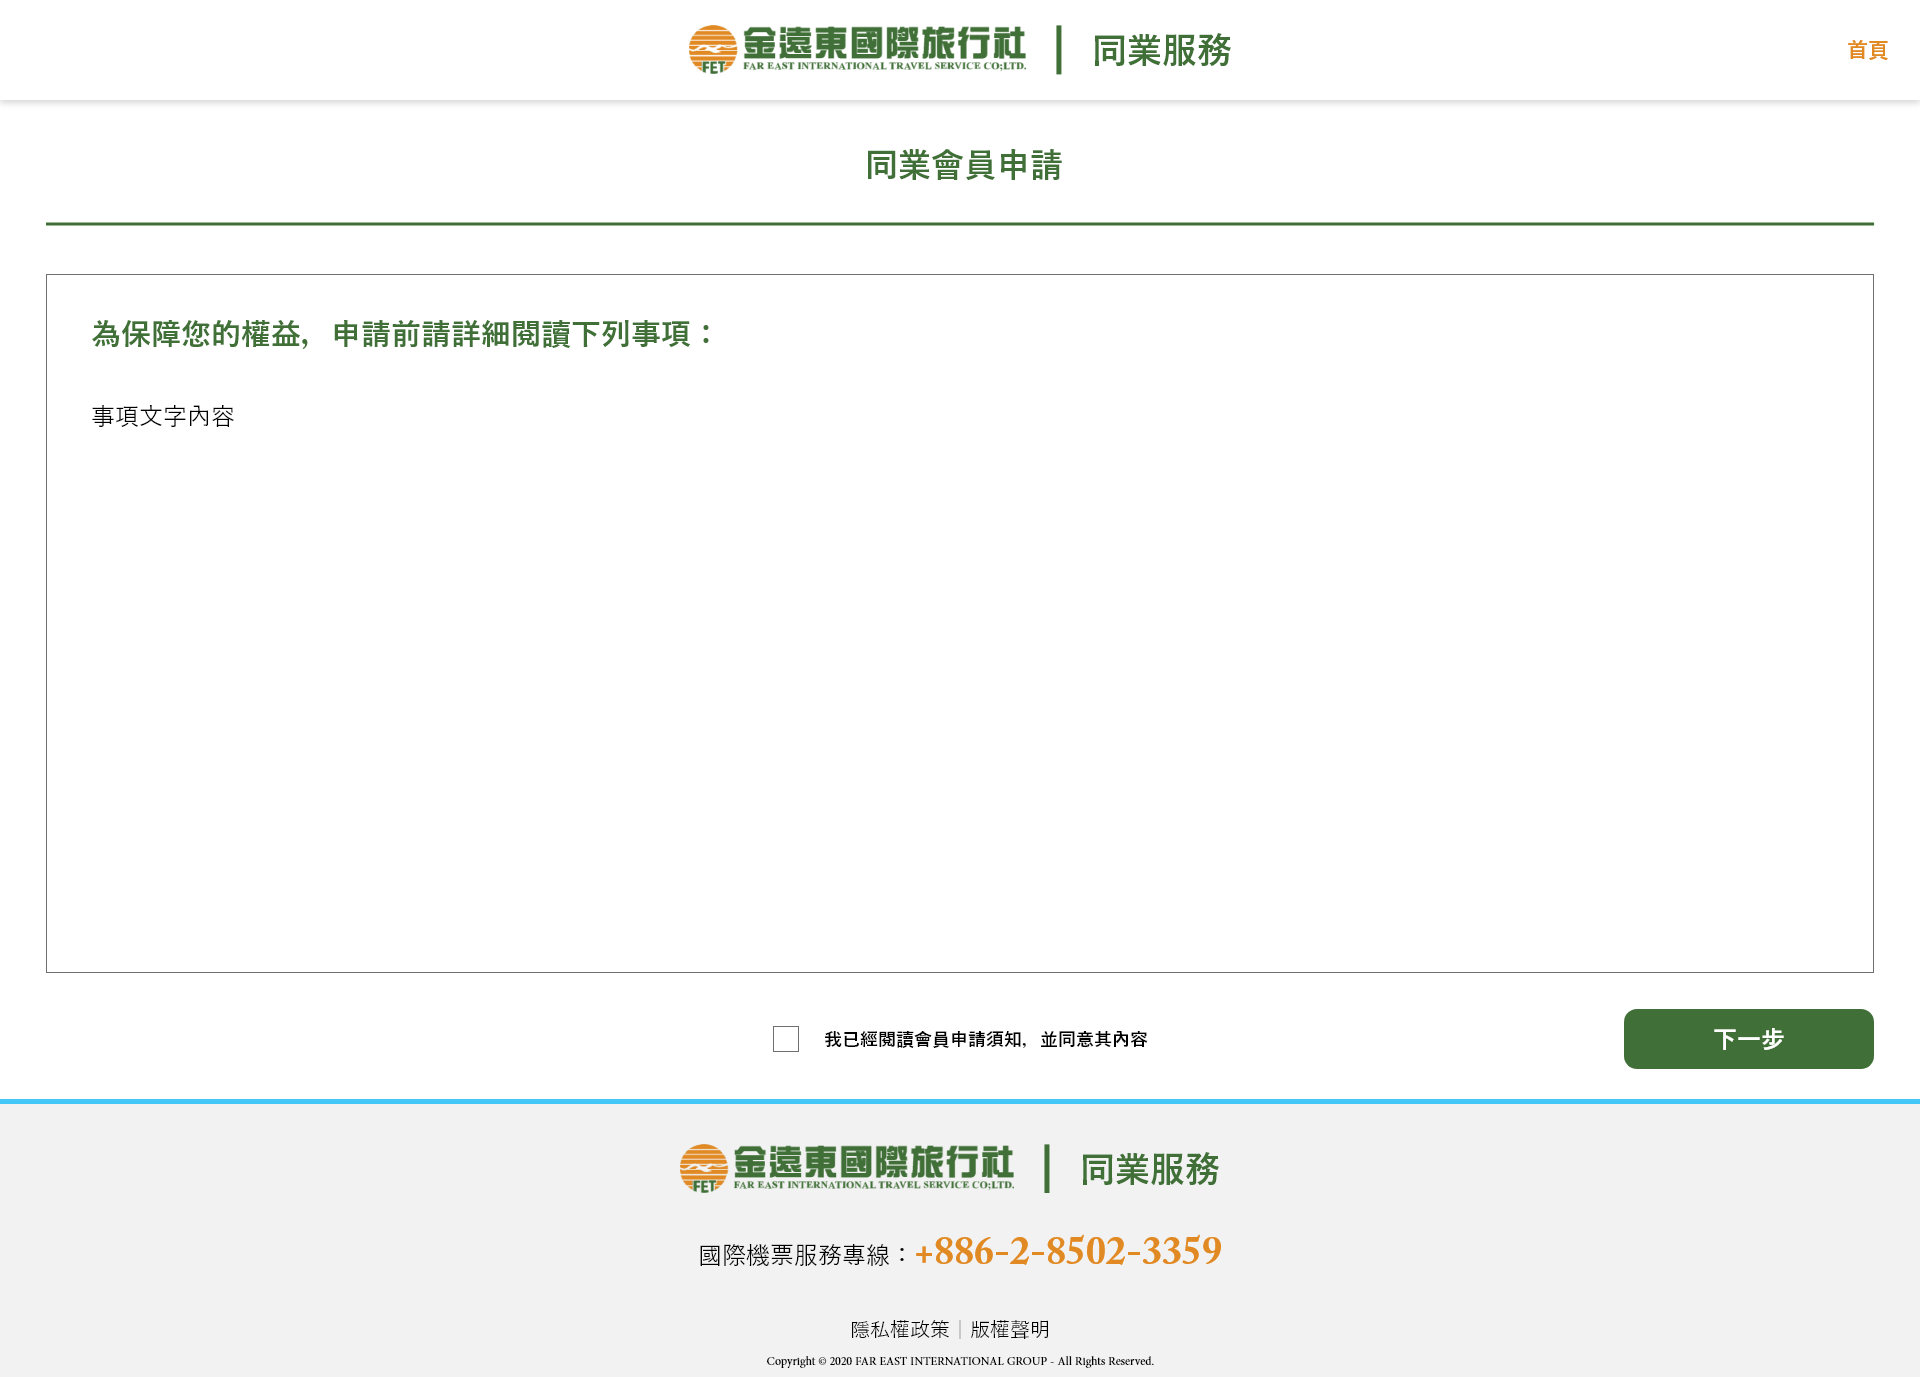 金遠東國際旅行社
FAR EAST INTERNATIONAL TRAVEL SERVICE CO;LTD.
FET
同業服務
首頁
同業會員申請
為保障您的權益，申請前請詳細閱讀下列事項：
事項文字內容
我已經閱讀會員申請須知，並同意其內容
下一步
金遠東國際旅行社
FAR EAST INTERNATIONAL TRAVEL SERVICE CO;LTD.
FET
同業服務
國際機票服務專線：+886-2-8502-3359
隱私權政策｜版權聲明
Copyright © 2020 FAR EAST INTERNATIONAL GROUP - All Rights Reserved.